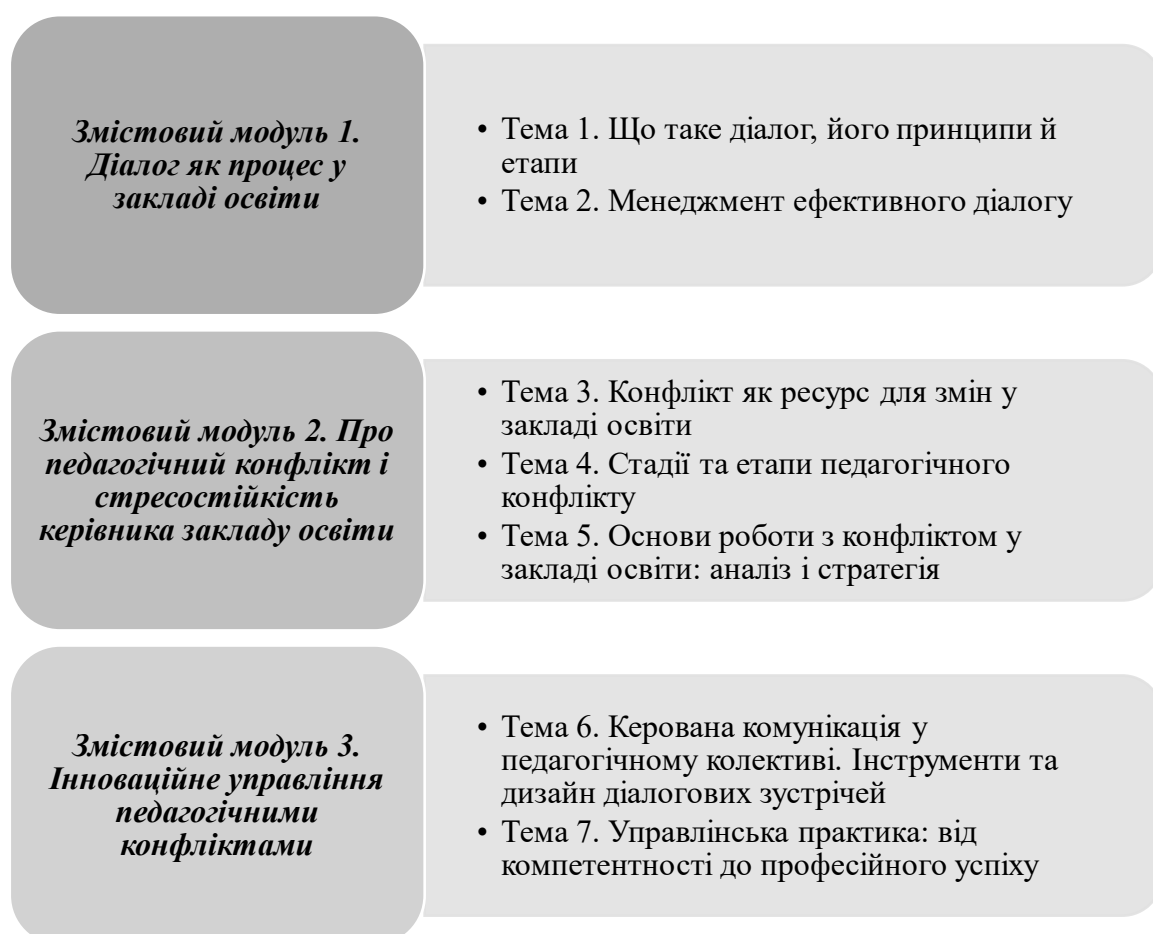 Змістовий модуль 1.
Діалог як процес у
закладі освіти
• Тема 1. Що таке діалог, його принципи й
етапи
• Тема 2. Менеджмент ефективного діалогу
Змістовий модуль 2. Про
педагогічний конфлікт і
стресостійкість
керівника закладу освіти
• Тема 3. Конфлікт як ресурс для змін у
закладі освіти
• Тема 4. Стадії та етапи педагогічного
конфлікту
• Тема 5. Основи роботи з конфліктом у
закладі освіти: аналіз і стратегія
Змістовий модуль 3.
Інноваційне управління
педагогічними
конфліктами
• Тема 6. Керована комунікація у
педагогічному колективі. Інструменти та
дизайн діалогових зустрічей
• Тема 7. Управлінська практика: від
компетентності до професійного успіху